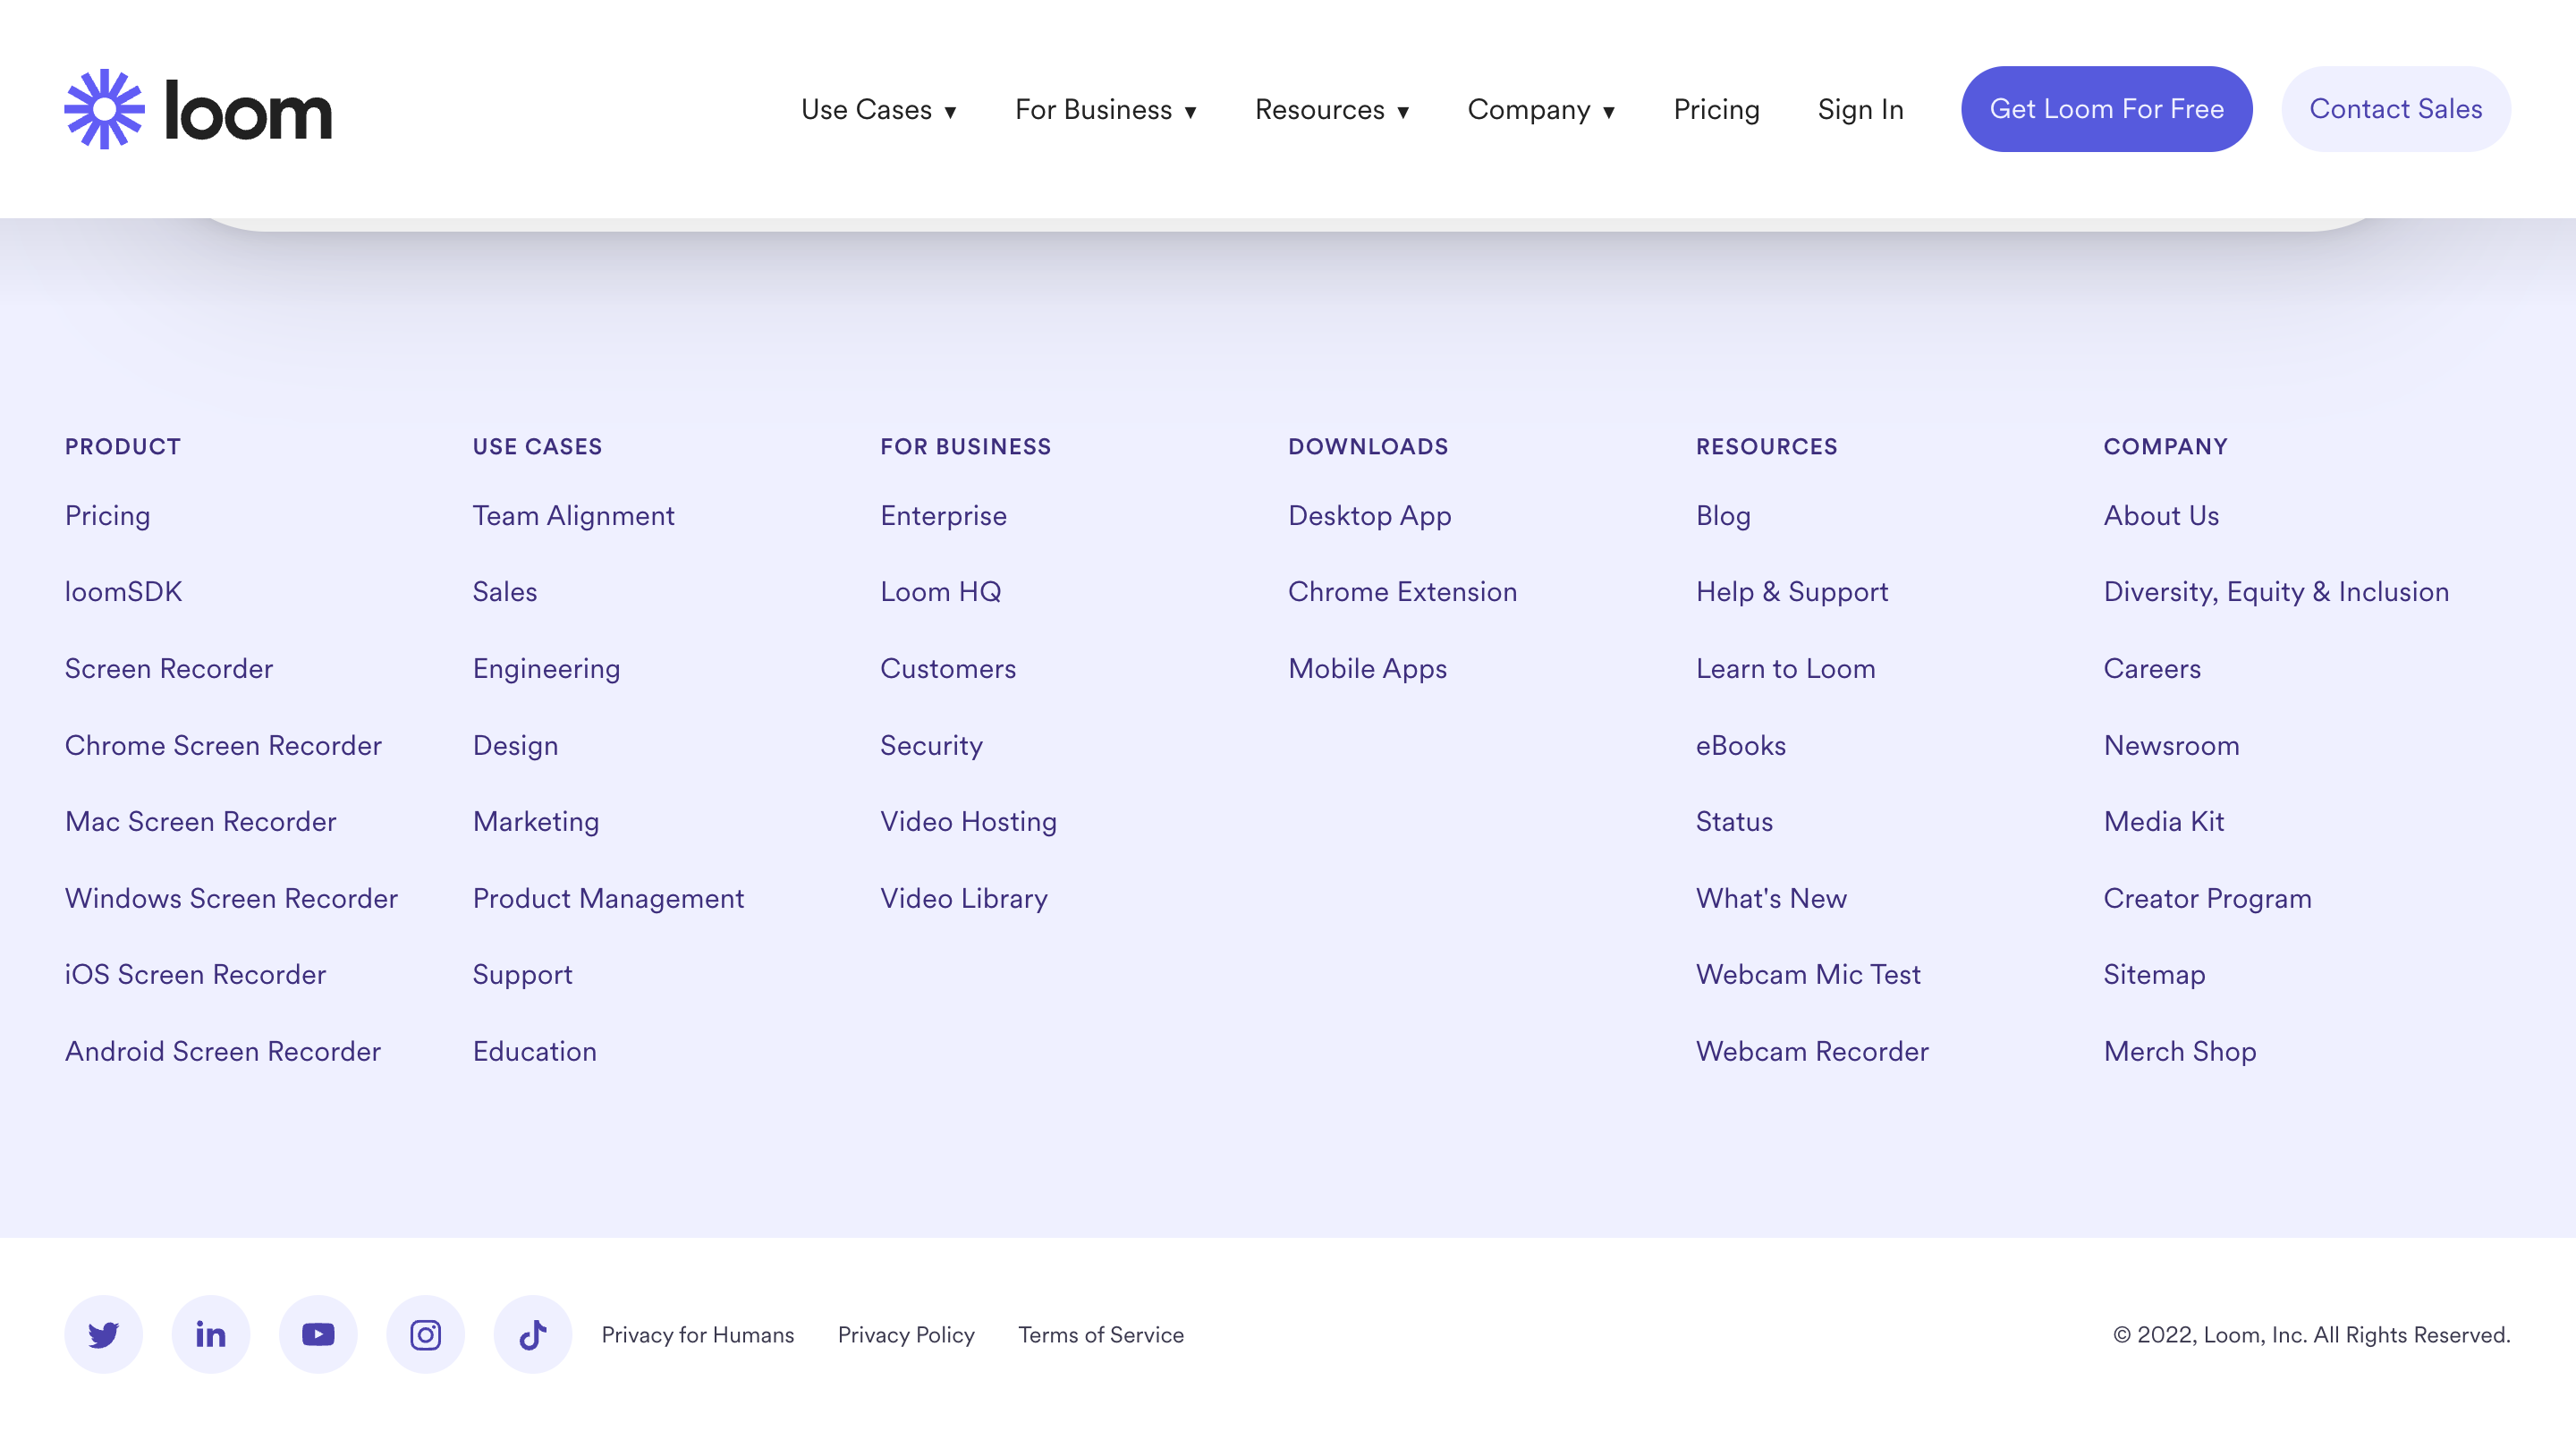 loom
Use Cases ▼ For Business ▼ Resources ▼ Company ▼ Pricing Sign In Get Loom For Free Contact Sales
PRODUCT
Pricing
loomSDK
Screen Recorder
Chrome Screen Recorder
Mac Screen Recorder
Windows Screen Recorder
iOS Screen Recorder
Android Screen Recorder
USE CASES
Team Alignment
Sales
Engineering
Design
Marketing
Product Management
Support
Education
FOR BUSINESS
Enterprise
Loom HQ
Customers
Security
Video Hosting
Video Library
DOWNLOADS
Desktop App
Chrome Extension
Mobile Apps
RESOURCES
Blog
Help & Support
Learn to Loom
eBooks
Status
What's New
Webcam Mic Test
Webcam Recorder
COMPANY
About Us
Diversity, Equity & Inclusion
Careers
Newsroom
Media Kit
Creator Program
Sitemap
Merch Shop
in
Privacy for Humans Privacy Policy Terms of Service
© 2022, Loom, Inc. All Rights Reserved.